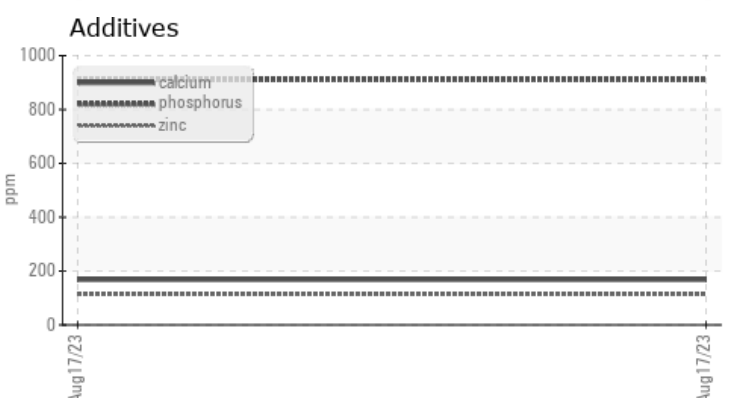 Additives
1000
800
600
400
200
0
ppm
calcium
phosphorus
zinc
Aug17/23
Aug17/23